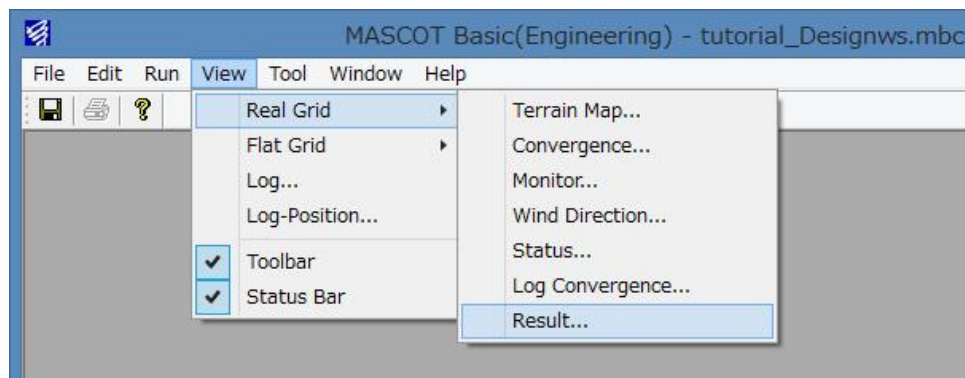 MASCOT Basic(Engineering) - tutorial_Designws.mbc
File Edit Run View Tool Window Help
Real Grid
Flat Grid
Log...
Log-Position...
Toolbar
Status Bar
Terrain Map...
Convergence...
Monitor...
Wind Direction...
Status...
Log Convergence...
Result...